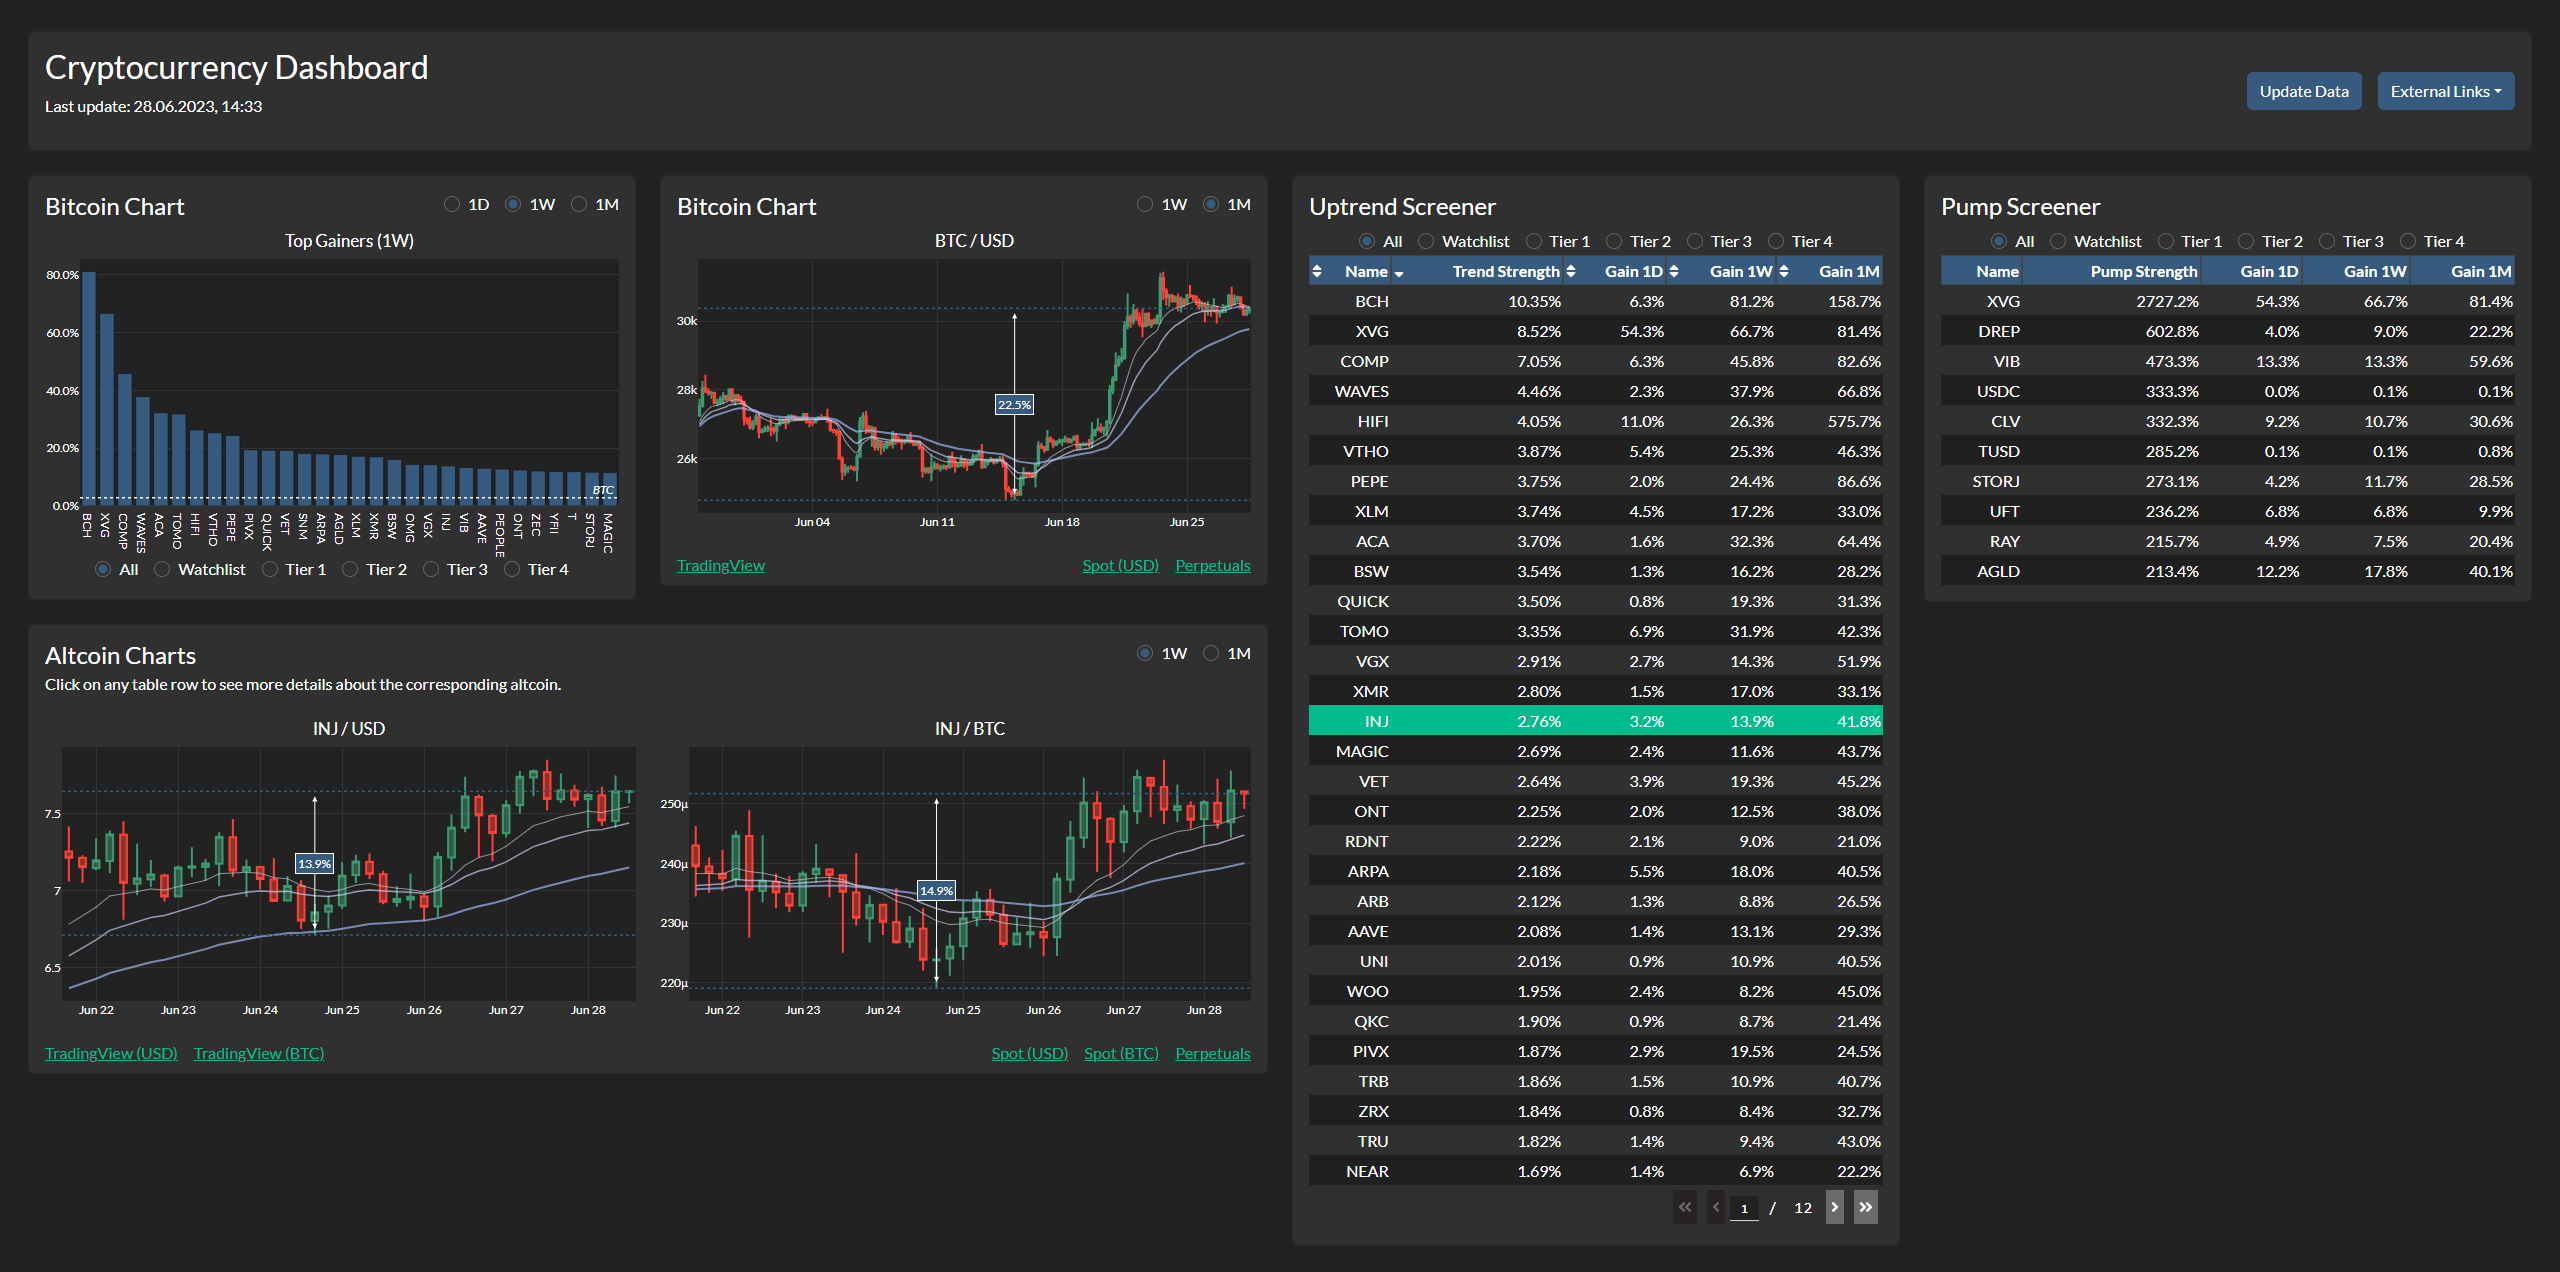 Cryptocurrency Dashboard
Last update: 28.06.2023, 14:33
Update Data
External Links
Bitcoin Chart
1D 1W 1M
Top Gainers (1W)
80.0%
60.0%
40.0%
20.0%
0.0%
BTC
BCH XVG COMP WAVES ACA TOMO HIFI VTHO PEPE PIVX QUICK VET SNM ARPA AGLD XLM XMR BSW OMG VGX INJ VIB AAVE PEOPLE ONT ZEC YFII T STORJ MAGIC
All Watchlist Tier 1 Tier 2 Tier 3 Tier 4
Bitcoin Chart
1W 1M
BTC / USD
30k
28k
26k
22.5%
Jun 04 Jun 11 Jun 18 Jun 25
TradingView Spot (USD) Perpetuals
Altcoin Charts
1W 1M
Click on any table row to see more details about the corresponding altcoin.
INJ / USD
7.5
7
6.5
13.9%
Jun 22 Jun 23 Jun 24 Jun 25 Jun 26 Jun 27 Jun 28
INJ / BTC
250μ
240μ
230μ
220μ
14.9%
Jun 22 Jun 23 Jun 24 Jun 25 Jun 26 Jun 27 Jun 28
TradingView (USD) TradingView (BTC) Spot (USD) Spot (BTC) Perpetuals
Uptrend Screener
All Watchlist Tier 1 Tier 2 Tier 3 Tier 4
Name Trend Strength Gain 1D Gain 1W Gain 1M
BCH 10.35% 6.3% 81.2% 158.7%
XVG 8.52% 54.3% 66.7% 81.4%
COMP 7.05% 6.3% 45.8% 82.6%
WAVES 4.46% 2.3% 37.9% 66.8%
HIFI 4.05% 11.0% 26.3% 575.7%
VTHO 3.87% 5.4% 25.3% 46.3%
PEPE 3.75% 2.0% 24.4% 86.6%
XLM 3.74% 4.5% 17.2% 33.0%
ACA 3.70% 1.6% 32.3% 64.4%
BSW 3.54% 1.3% 16.2% 28.2%
QUICK 3.50% 0.8% 19.3% 31.3%
TOMO 3.35% 6.9% 31.9% 42.3%
VGX 2.91% 2.7% 14.3% 51.9%
XMR 2.80% 1.5% 17.0% 33.1%
INJ 2.76% 3.2% 13.9% 41.8%
MAGIC 2.69% 2.4% 11.6% 43.7%
VET 2.64% 3.9% 19.3% 45.2%
ONT 2.25% 2.0% 12.5% 38.0%
RDNT 2.22% 2.1% 9.0% 21.0%
ARPA 2.18% 5.5% 18.0% 40.5%
ARB 2.12% 1.3% 8.8% 26.5%
AAVE 2.08% 1.4% 13.1% 29.3%
UNI 2.01% 0.9% 10.9% 40.5%
WOO 1.95% 2.4% 8.2% 45.0%
QKC 1.90% 0.9% 8.7% 21.4%
PIVX 1.87% 2.9% 19.5% 24.5%
TRB 1.86% 1.5% 10.9% 40.7%
ZRX 1.84% 0.8% 8.4% 32.7%
TRU 1.82% 1.4% 9.4% 43.0%
NEAR 1.69% 1.4% 6.9% 22.2%
1 / 12
Pump Screener
All Watchlist Tier 1 Tier 2 Tier 3 Tier 4
Name Pump Strength Gain 1D Gain 1W Gain 1M
XVG 2727.2% 54.3% 66.7% 81.4%
DREP 602.8% 4.0% 9.0% 22.2%
VIB 473.3% 13.3% 13.3% 59.6%
USDC 333.3% 0.0% 0.1% 0.1%
CLV 332.3% 9.2% 10.7% 30.6%
TUSD 285.2% 0.1% 0.1% 0.8%
STORJ 273.1% 4.2% 11.7% 28.5%
UFT 236.2% 6.8% 6.8% 9.9%
RAY 215.7% 4.9% 7.5% 20.4%
AGLD 213.4% 12.2% 17.8% 40.1%